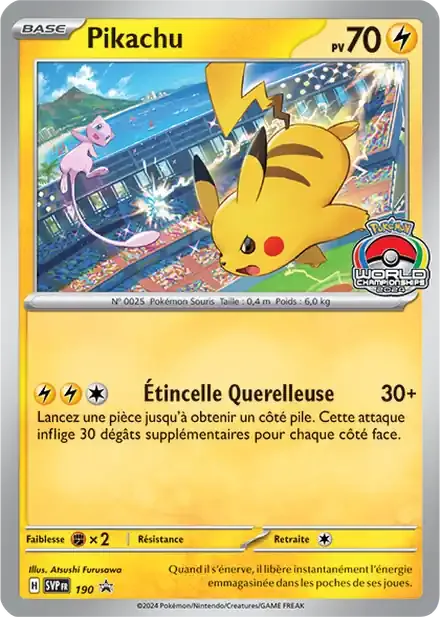 BASE
Pikachu
PV 70
Pokémon
WORLD
CHAMPIONSHIPS
2024
N° 0025 Pokémon Souris Taille : 0,4 m Poids : 6,0 kg
Étincelle Querelleuse 30+
Lancez une pièce jusqu'à obtenir un côté pile. Cette attaque
inflige 30 dégâts supplémentaires pour chaque côté face.
Faiblesse ×2 Résistance Retraite
Illus. Atsushi Furusawa
H SVP FR 190
Quand il s'énerve, il libère instantanément l'énergie
emmagasinée dans les poches de ses joues.
©2024 Pokémon/Nintendo/Creatures/GAME FREAK